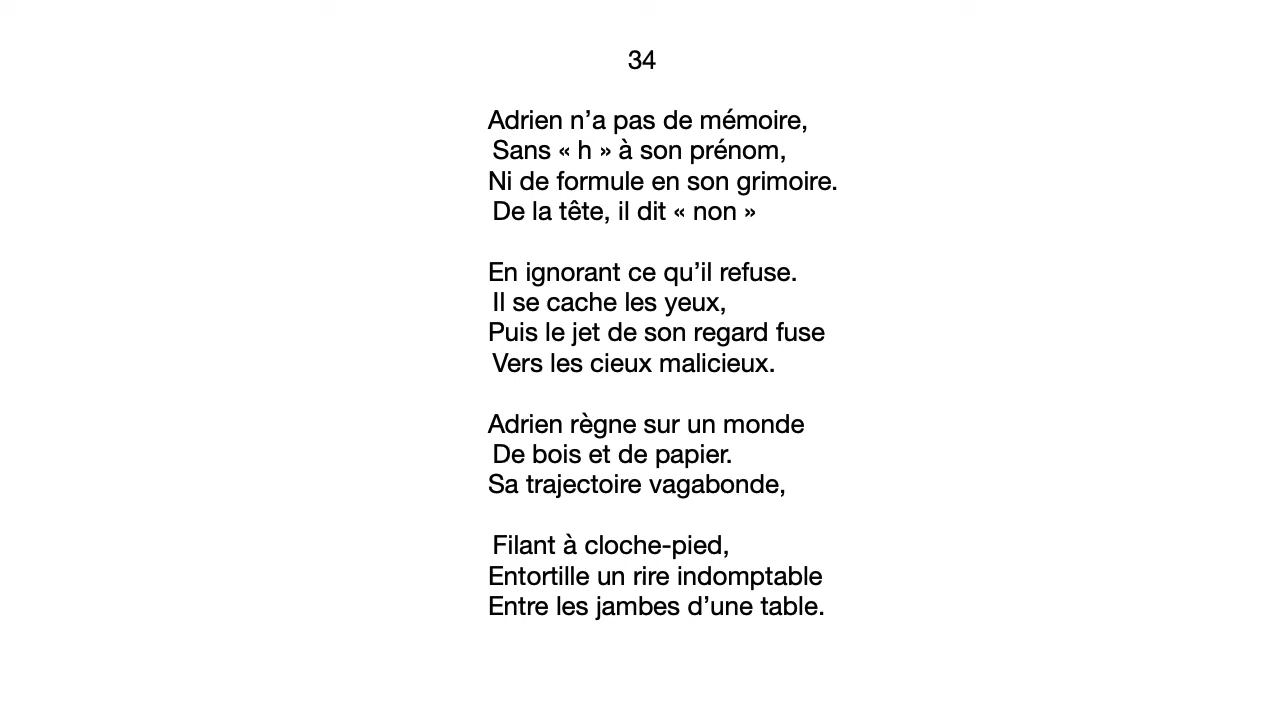 34
Adrien n’a pas de mémoire,
Sans « h » à son prénom,
Ni de formule en son grimoire.
De la tête, il dit « non »
En ignorant ce qu’il refuse.
Il se cache les yeux,
Puis le jet de son regard fuse
Vers les cieux malicieux.
Adrien règne sur un monde
De bois et de papier.
Sa trajectoire vagabonde,
Filant à cloche-pied,
Entortille un rire indomptable
Entre les jambes d’une table.